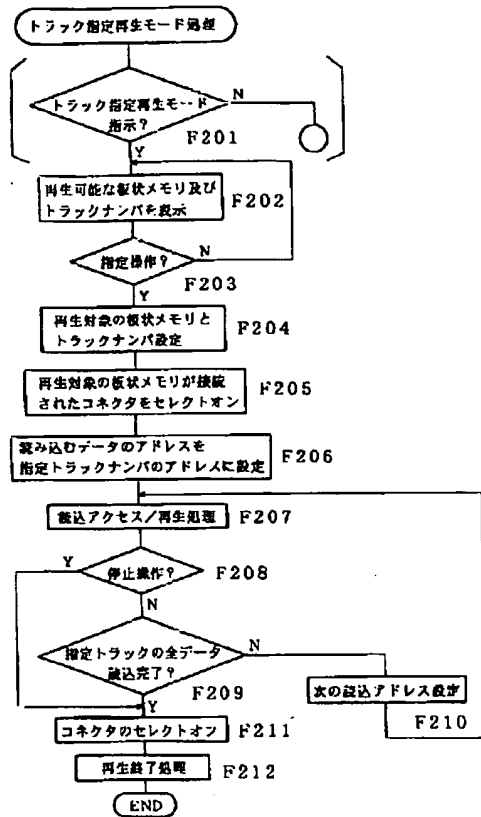 トラック指定再生モード処理
トラック指定再生モード
指示?
N
F201
Y
再生可能な板状メモリ及び
トラックナンバを表示
F202
指定操作?
N
F203
Y
再生対象の板状メモリと
トラックナンバ設定
F204
再生対象の板状メモリが接続
されたコネクタをセレクトオン
F205
読み込むデータのアドレスを
指定トラックナンバのアドレスに設定
F206
読込アクセス/再生処理
F207
Y
停止操作?
F208
N
指定トラックの全データ
読込完了?
N
F209
Y
次の読込アドレス設定
F210
コネクタのセレクトオン
F211
再生終了処理
F212
END